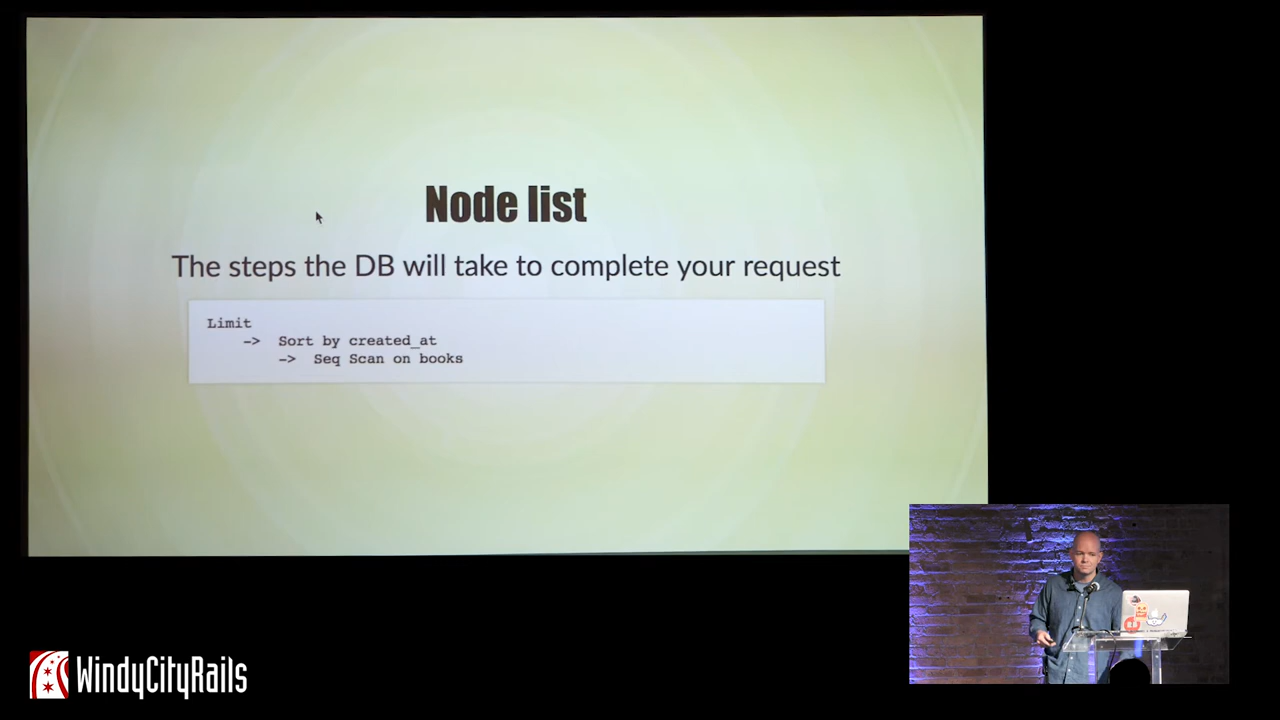 Node list
The steps the DB will take to complete your request
Limit
-> Sort by created_at
-> Seq Scan on books
WindyCityRails